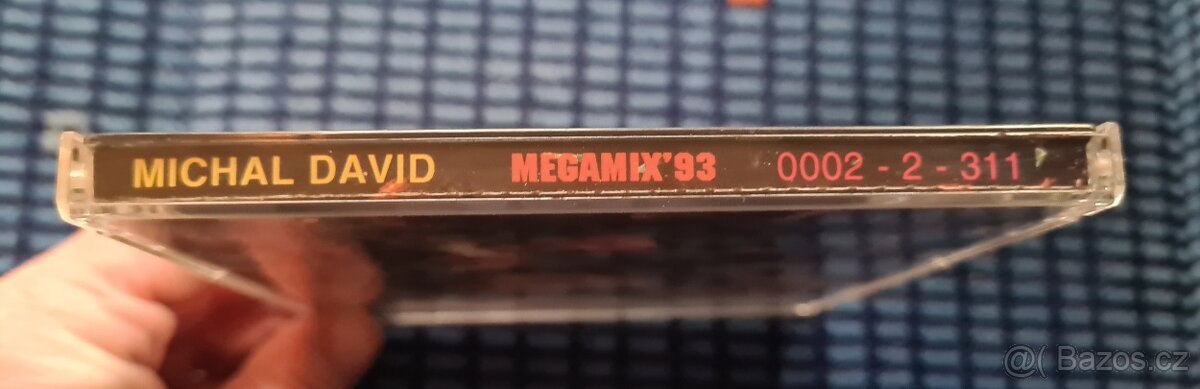 MICHAL DAVID MEGAMIX'93 0002 - 2 - 311
@( Bazos.cz